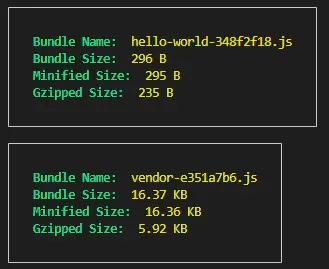 Bundle Name:  hello-world-348f2f18.js
Bundle Size:  296 B
Minified Size:  295 B
Gzipped Size:  235 B
Bundle Name:  vendor-e351a7b6.js
Bundle Size:  16.37 KB
Minified Size:  16.36 KB
Gzipped Size:  5.92 KB